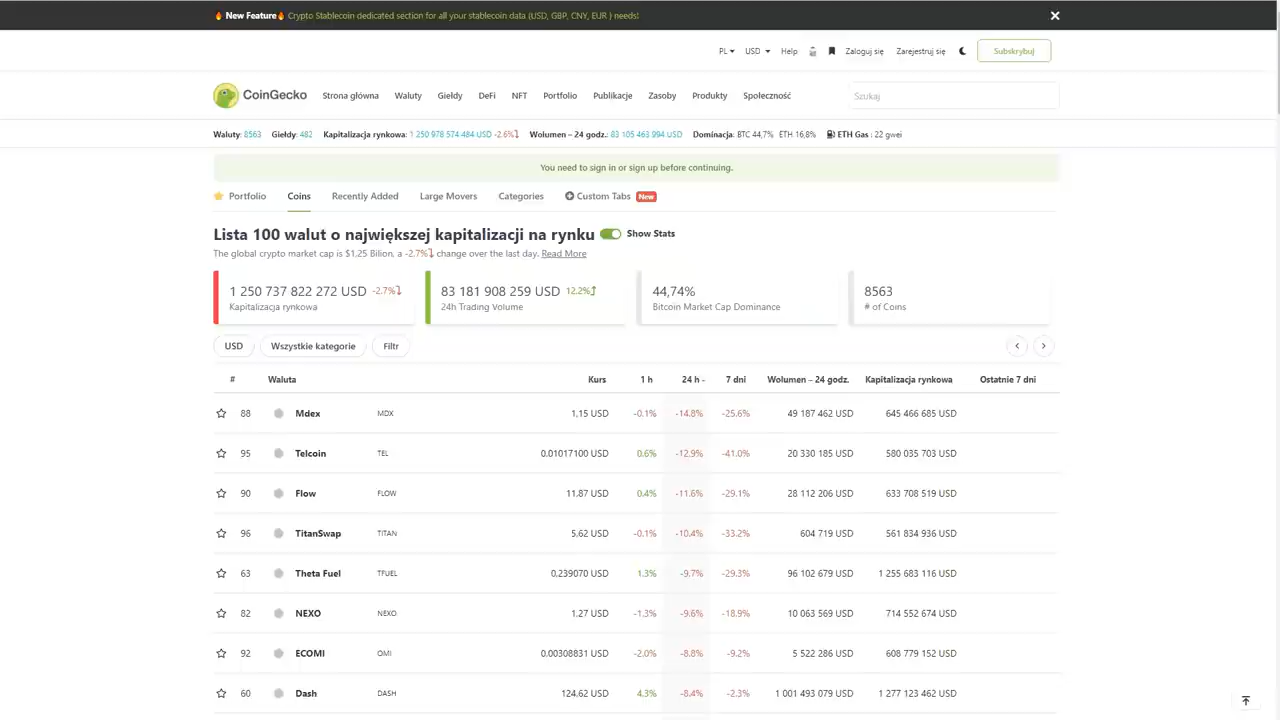 🔥 New Feature🔥 Crypto Stablecoin dedicated section for all your stablecoin data (USD, GBP, CNY, EUR ) needs!
PL USD Help Zaloguj się Zarejestruj się Subskrybuj
CoinGecko Strona główna Waluty Giełdy DeFi NFT Portfolio Publikacje Zasoby Produkty Społeczność Szukaj
Waluty: 8563 Giełdy: 482 Kapitalizacja rynkowa: 1 250 978 574 484 USD -2.6% Wolumen – 24 godz.: 83 105 463 994 USD Dominacja: BTC 44,7% ETH 16,8% ETH Gas : 22 gwei
You need to sign in or sign up before continuing.
Portfolio Coins Recently Added Large Movers Categories Custom Tabs New
Lista 100 walut o największej kapitalizacji na rynku Show Stats
The global crypto market cap is $1,25 Bilion, a -2.7% change over the last day. Read More
1 250 737 822 272 USD -2.7% 83 181 908 259 USD 12.2% 44,74% 8563
Kapitalizacja rynkowa 24h Trading Volume Bitcoin Market Cap Dominance # of Coins
USD Wszystkie kategorie Filtr
# Waluta Kurs 1 h 24 h - 7 dni Wolumen – 24 godz. Kapitalizacja rynkowa Ostatnie 7 dni
88 Mdex MDX 1,15 USD -0.1% -14.8% -25.6% 49 187 462 USD 645 466 685 USD
95 Telcoin TEL 0.01017100 USD 0.6% -12.9% -41.0% 20 330 185 USD 580 035 703 USD
90 Flow FLOW 11,87 USD 0.4% -11.6% -29.1% 28 112 206 USD 633 708 519 USD
96 TitanSwap TITAN 5,62 USD -0.1% -10.4% -33.2% 604 719 USD 561 834 936 USD
63 Theta Fuel TFUEL 0,239070 USD 1.3% -9.7% -29.3% 96 102 679 USD 1 255 683 116 USD
82 NEXO NEXO 1,27 USD -1.3% -9.6% -18.9% 10 063 569 USD 714 552 674 USD
92 ECOMI OMI 0.00308831 USD -2.0% -8.8% -9.2% 5 522 286 USD 608 779 152 USD
60 Dash DASH 124,62 USD 4.3% -8.4% -2.3% 1 001 493 079 USD 1 277 123 462 USD